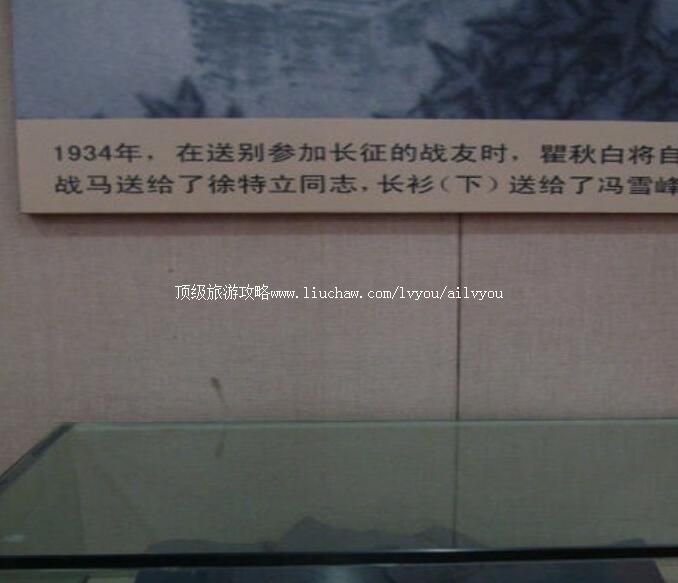 1934年，在送别参加长征的战友时，瞿秋白将自
战马送给了徐特立同志，长衫（下）送给了冯雪峰
顶级旅游攻略www.liuchaw.com/lvyou/ailvyou